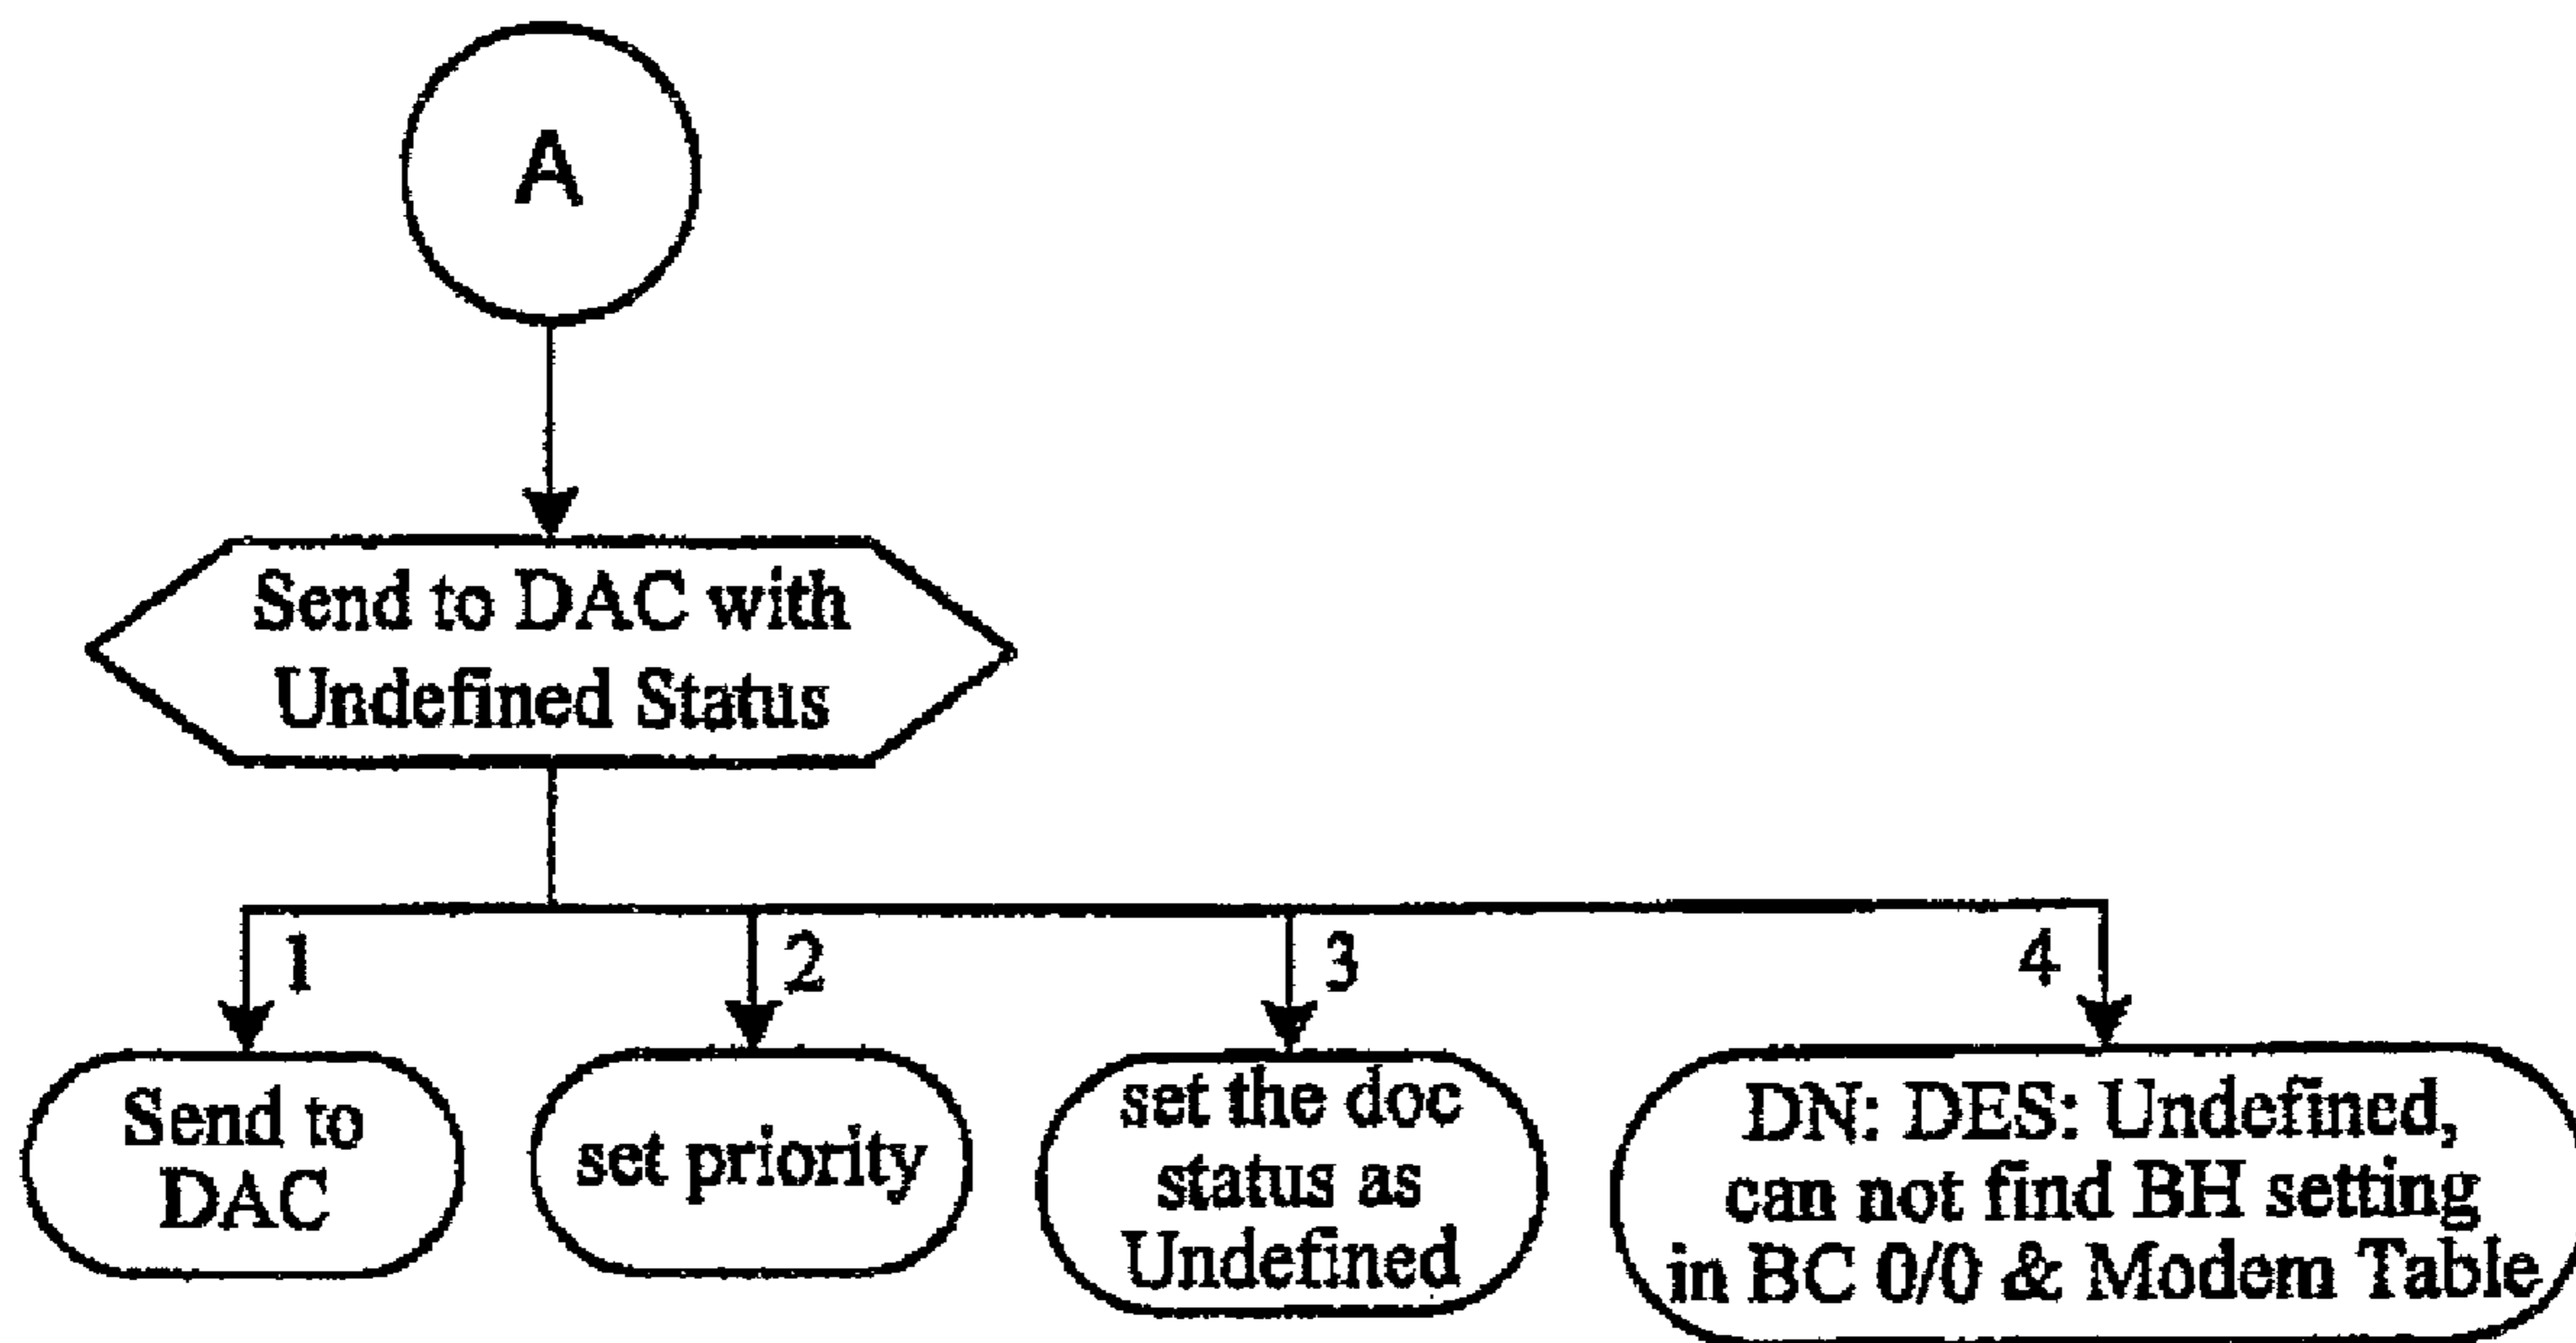 A
Send to DAC with
Undefined Status
1
2
3
4
Send to
DAC
set priority
set the doc
status as
Undefined
DN: DES: Undefined,
can not find BH setting
in BC 0/0 & Modem Table